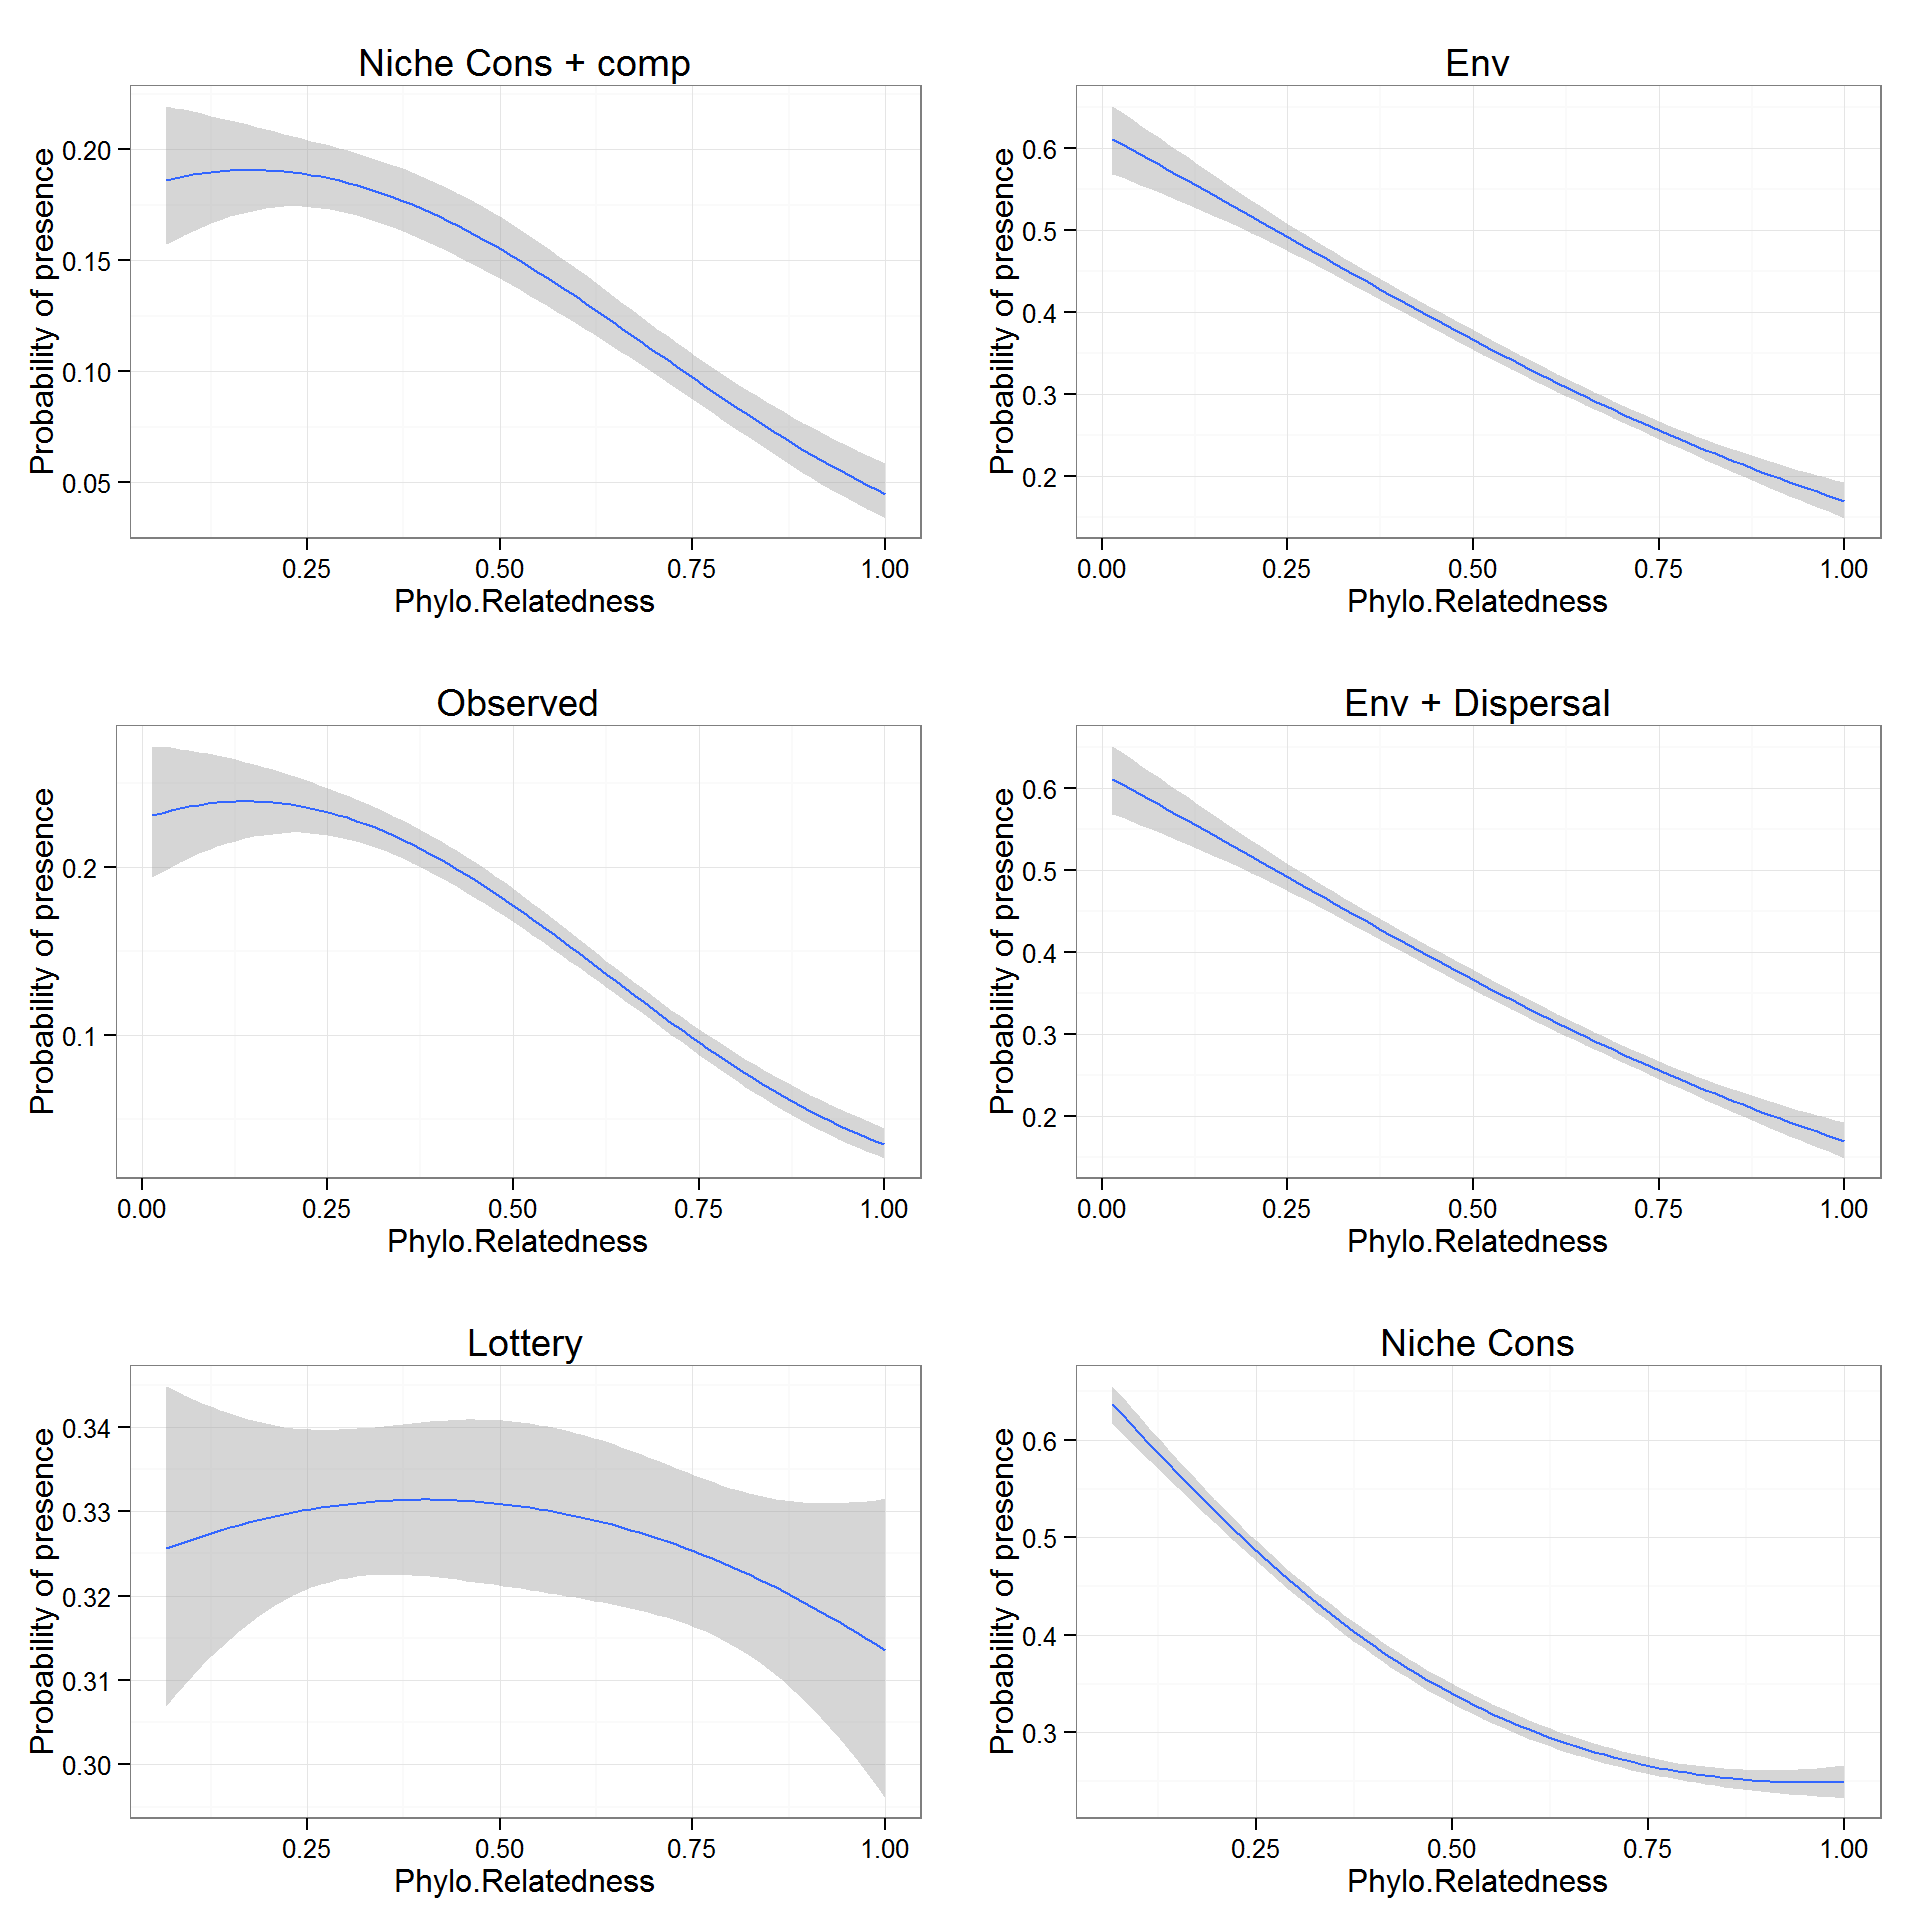 Niche Cons + comp
Probability of presence
0.20
0.15
0.10
0.05
0.25 0.50 0.75 1.00
Phylo.Relatedness
Env
Probability of presence
0.6
0.5
0.4
0.3
0.2
0.00 0.25 0.50 0.75 1.00
Phylo.Relatedness
Observed
Probability of presence
0.2
0.1
0.00 0.25 0.50 0.75 1.00
Phylo.Relatedness
Env + Dispersal
Probability of presence
0.6
0.5
0.4
0.3
0.2
0.00 0.25 0.50 0.75 1.00
Phylo.Relatedness
Lottery
Probability of presence
0.34
0.33
0.32
0.31
0.30
0.25 0.50 0.75 1.00
Phylo.Relatedness
Niche Cons
Probability of presence
0.6
0.5
0.4
0.3
0.25 0.50 0.75 1.00
Phylo.Relatedness